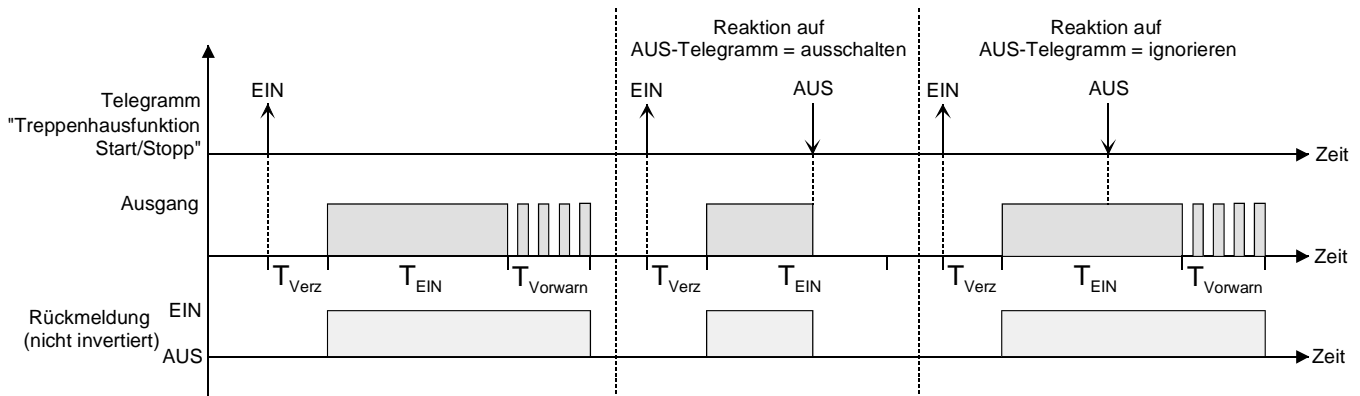 Reaktion auf
AUS-Telegramm = ausschalten
Reaktion auf
AUS-Telegramm = ignorieren
EIN
EIN
AUS
EIN
AUS
Telegramm
"Treppenhausfunktion
Start/Stopp"
Zeit
Ausgang
Zeit
TVerz
TEIN
TVorwarn
TVerz
TEIN
TVerz
TEIN
TVorwarn
EIN
Rückmeldung
(nicht invertiert)
AUS
Zeit